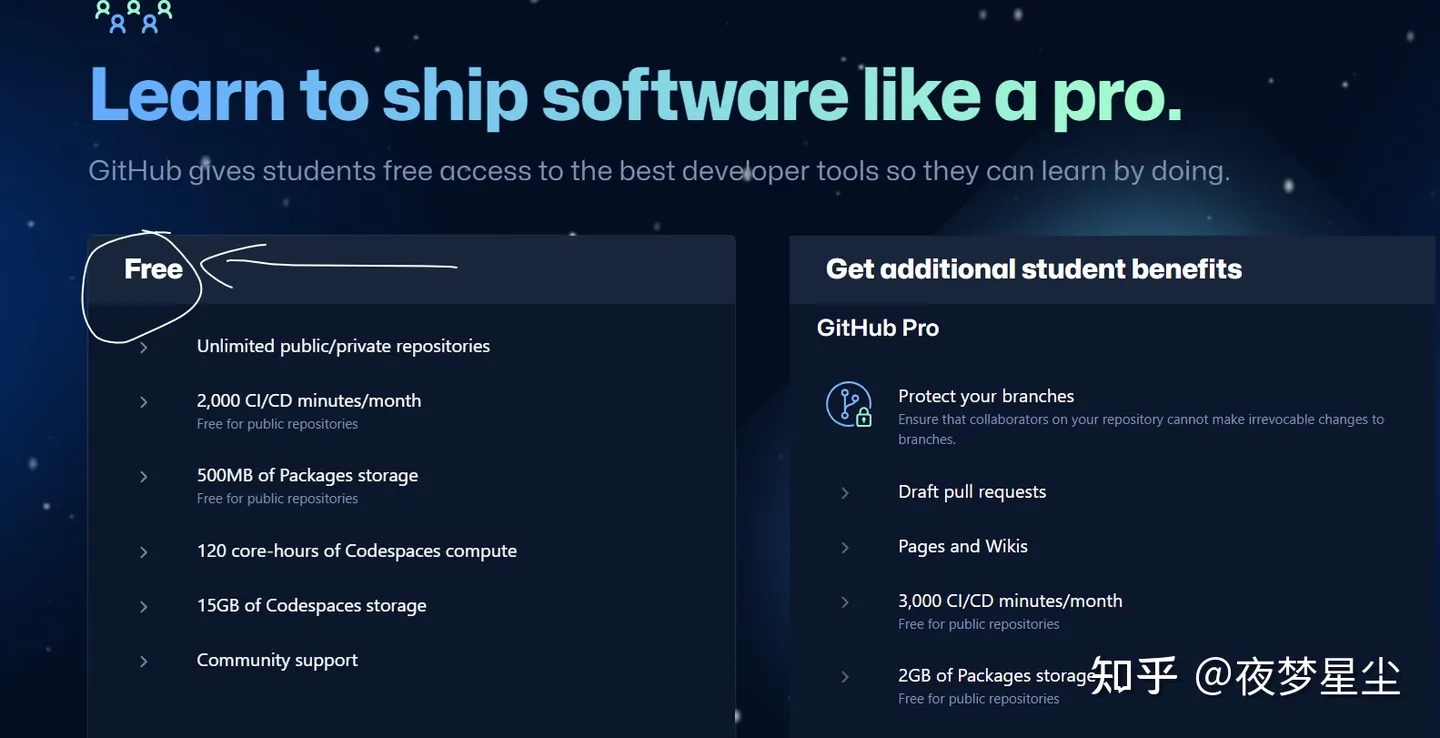 Learn to ship software like a pro.
GitHub gives students free access to the best developer tools so they can learn by doing.
Free
Unlimited public/private repositories
2,000 CI/CD minutes/month
Free for public repositories
500MB of Packages storage
Free for public repositories
120 core-hours of Codespaces compute
15GB of Codespaces storage
Community support
Get additional student benefits
GitHub Pro
Protect your branches
Ensure that collaborators on your repository cannot make irrevocable changes to
branches.
Draft pull requests
Pages and Wikis
3,000 CI/CD minutes/month
Free for public repositories
2GB of Packages storage
Free for public repositories
知乎 @夜梦星尘